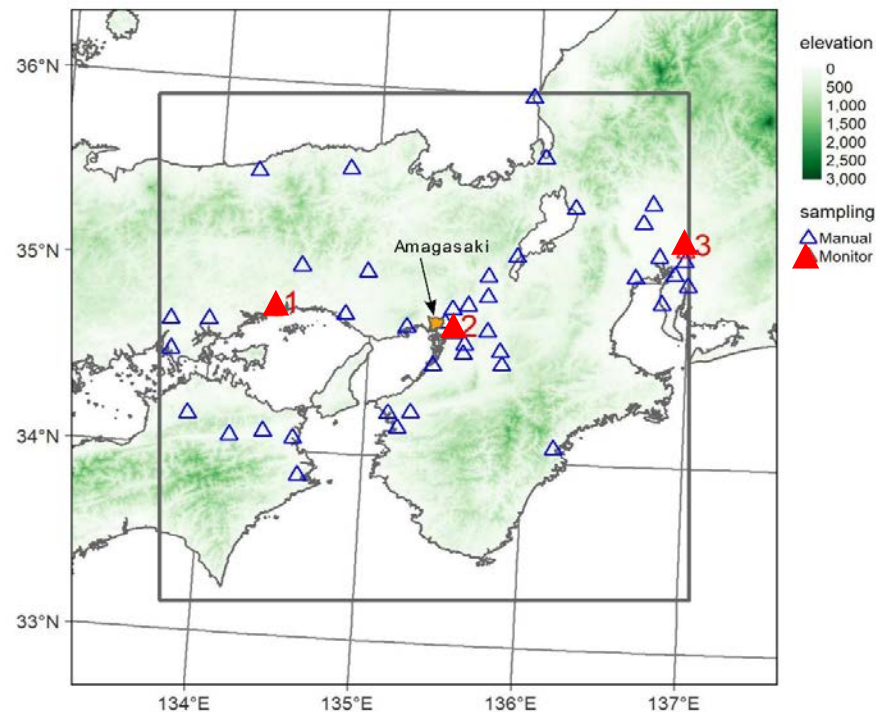 36°N
35°N
34°N
33°N
134°E 135°E 136°E 137°E
Amagasaki
1
2
3
elevation
0
500
1,000
1,500
2,000
2,500
3,000
sampling
Manual
Monitor